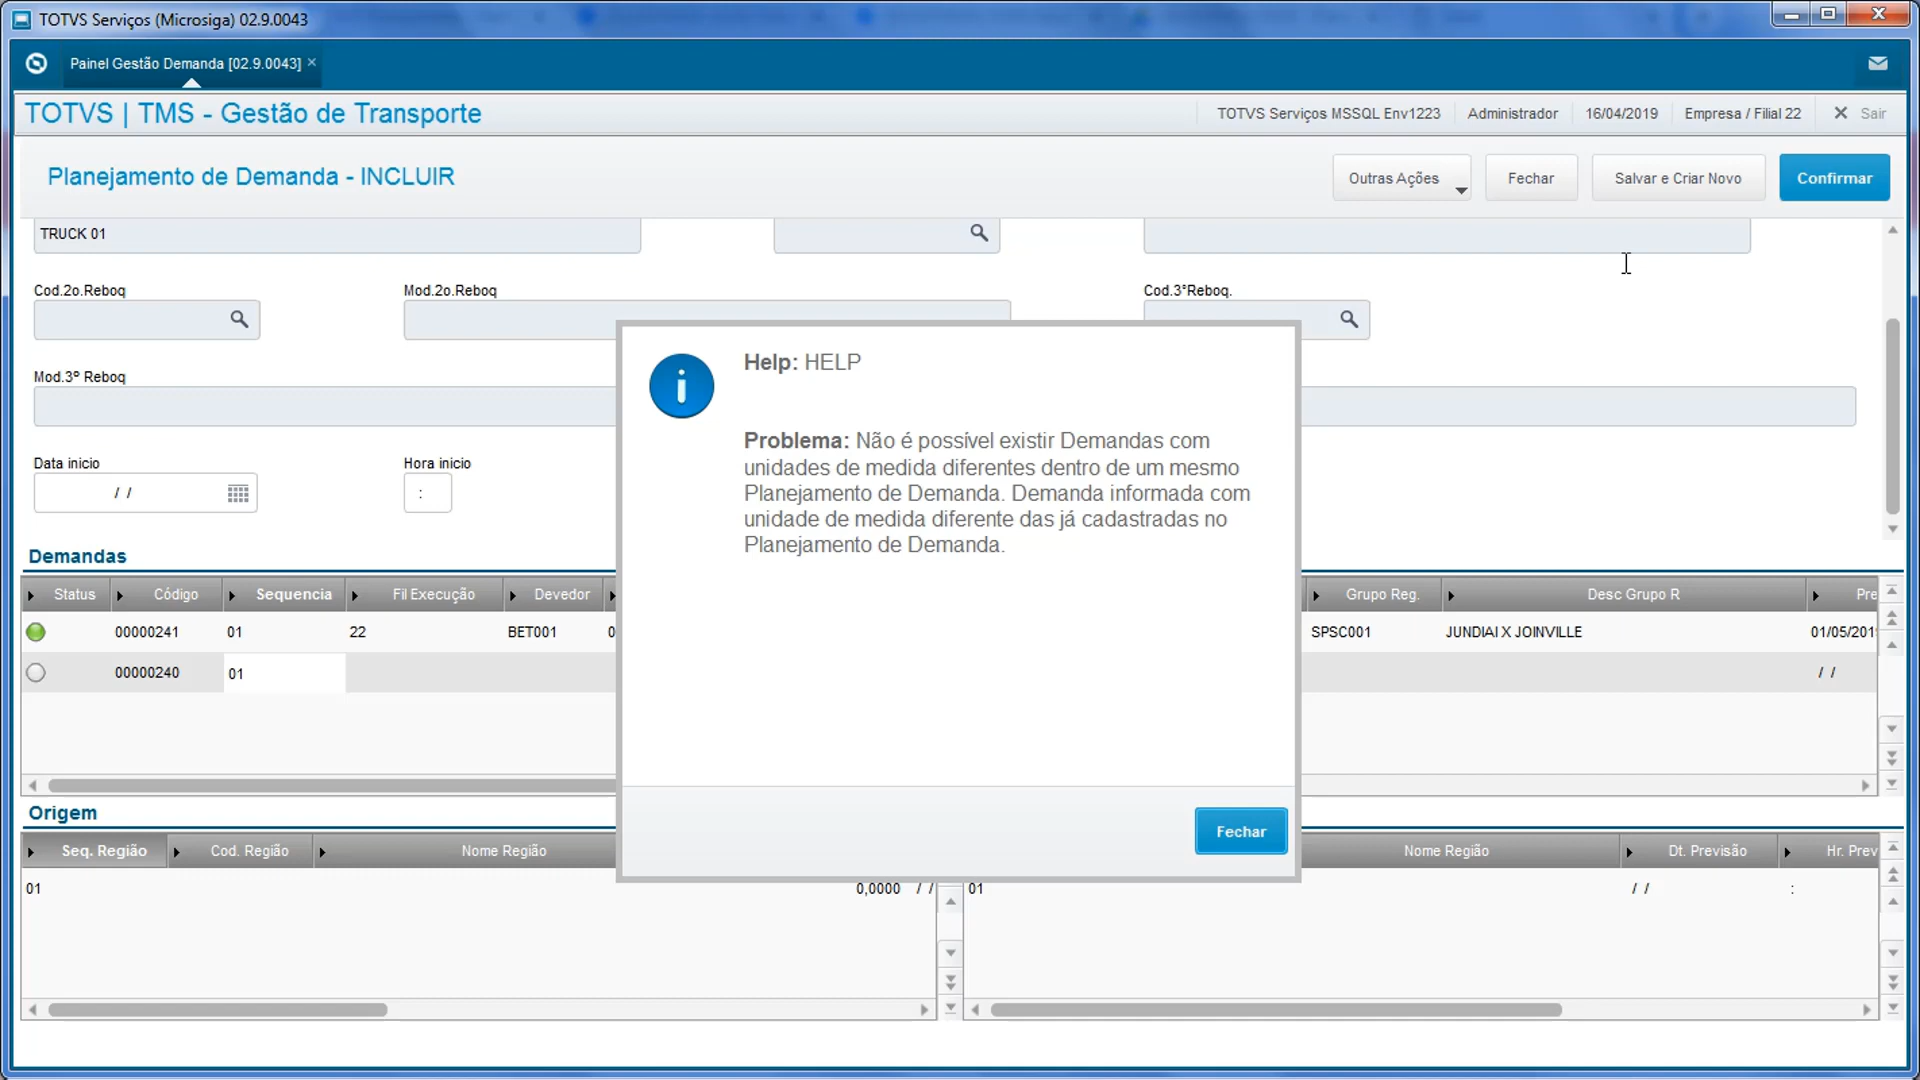 TOTVS Serviços (Microsiga) 02.9.0043
Painel Gestão Demanda [02.9.0043] ×
TOTVS | TMS - Gestão de Transporte
TOTVS Serviços MSSQL Env1223
Administrador
16/04/2019
Empresa / Filial 22
Sair
Planejamento de Demanda - INCLUIR
Outras Ações
Fechar
Salvar e Criar Novo
Confirmar
TRUCK 01
Cod.2o.Reboq
Mod.2o.Reboq
Cod.3°Reboq.
Mod.3º Reboq
Data inicio
Hora inicio
/ /
:
Help: HELP
Problema: Não é possível existir Demandas com
unidades de medida diferentes dentro de um mesmo
Planejamento de Demanda. Demanda informada com
unidade de medida diferente das já cadastradas no
Planejamento de Demanda.
Fechar
Demandas
Status Código Sequencia Fil Execução Devedor Grupo Reg. Desc Grupo R Pre
00000241 01 22 BET001 0 SPSC001 JUNDIAI X JOINVILLE 01/05/201
00000240 01 / /
Origem
Seq. Região Cod. Região Nome Região Nome Região Dt. Previsão Hr. Prev
01 0,0000 / / 01 / / :